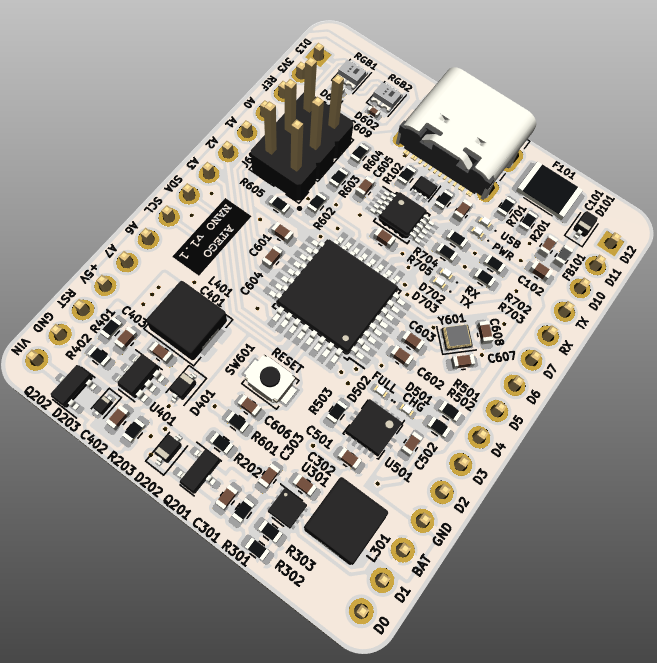 D13
3V3
REF
A0
A1
A2
A3
SDA
SCL
A6
A7
+5V
RST
GND
VIN
RGB1
RGB2
D602
C609
R604
C605
R102
R603
R605
R602
F101
C101
D101
D12
D11
D10
TX
RX
D7
D6
D5
D4
D3
D2
GND
BAT
D1
D0
R701
C701
USB
PWR
FB101
C102
R704
R705
D702
D703
RX
TX
R702
R703
Y601
C608
C607
ATEGO
NANO V1.1
C601
C604
C603
C602
L401
C401
R401
R402
SW601
RESET
D401
U401
Q202
D203
C402
R203
D202
Q201
C301
R301
C606
R601
R202
C303
C302
U301
R303
R302
L301
R503
D502
FULL
CHG
D501
R501
R502
C501
C502
U501